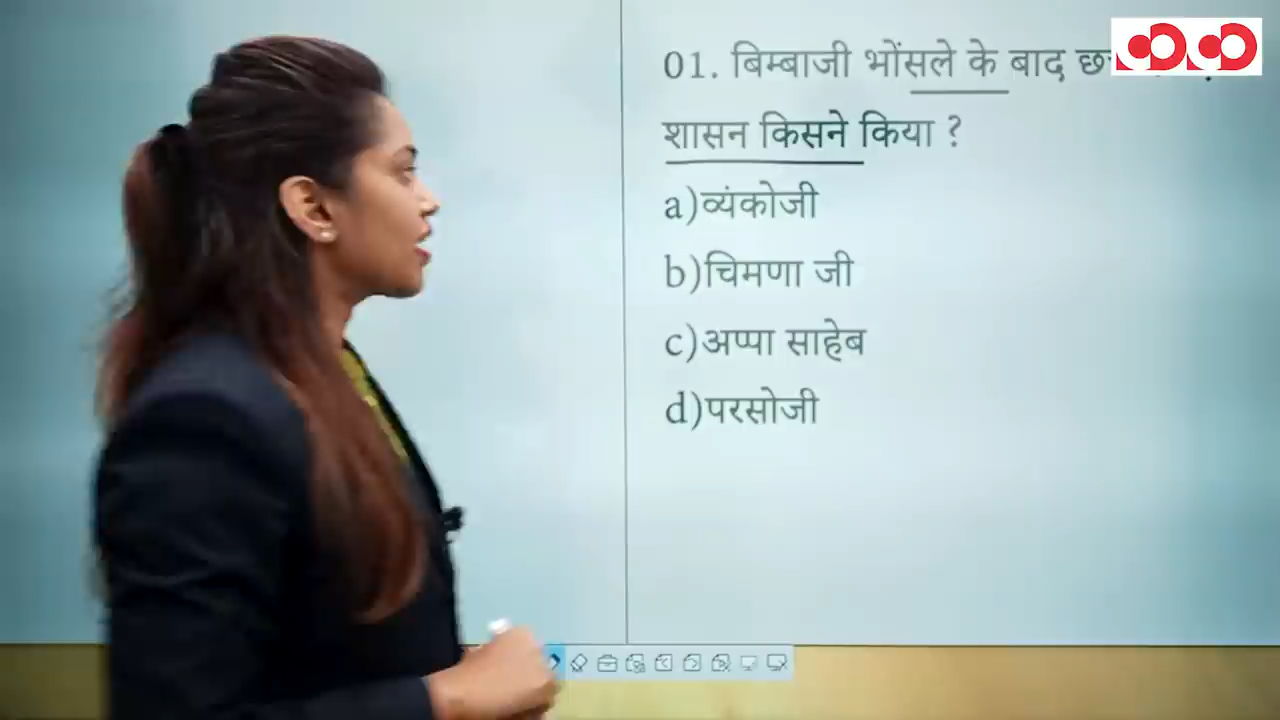 01. बिम्बाजी भोंसले के बाद
शासन किसने किया ?
a)व्यंकोजी
b)चिमणा जी
c)अप्पा साहेब
d)परसोजी